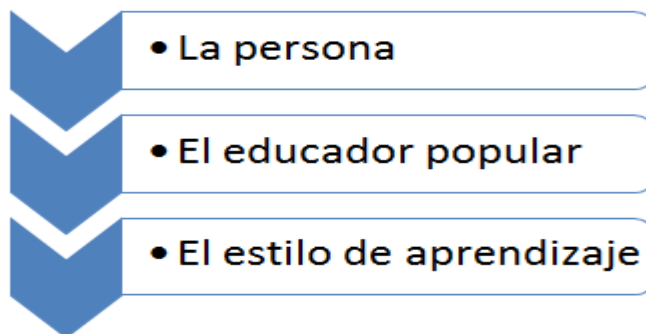 • La persona
• El educador popular
• El estilo de aprendizaje